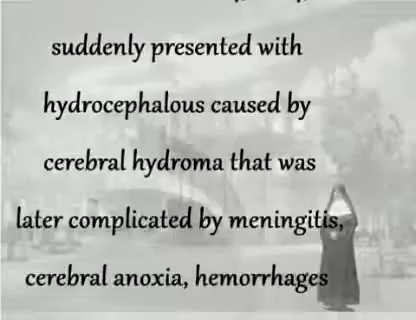 suddenly presented with
hydrocephalous caused by
cerebral hydroma that was
later complicated by meningitis,
cerebral anoxia, hemorrhages